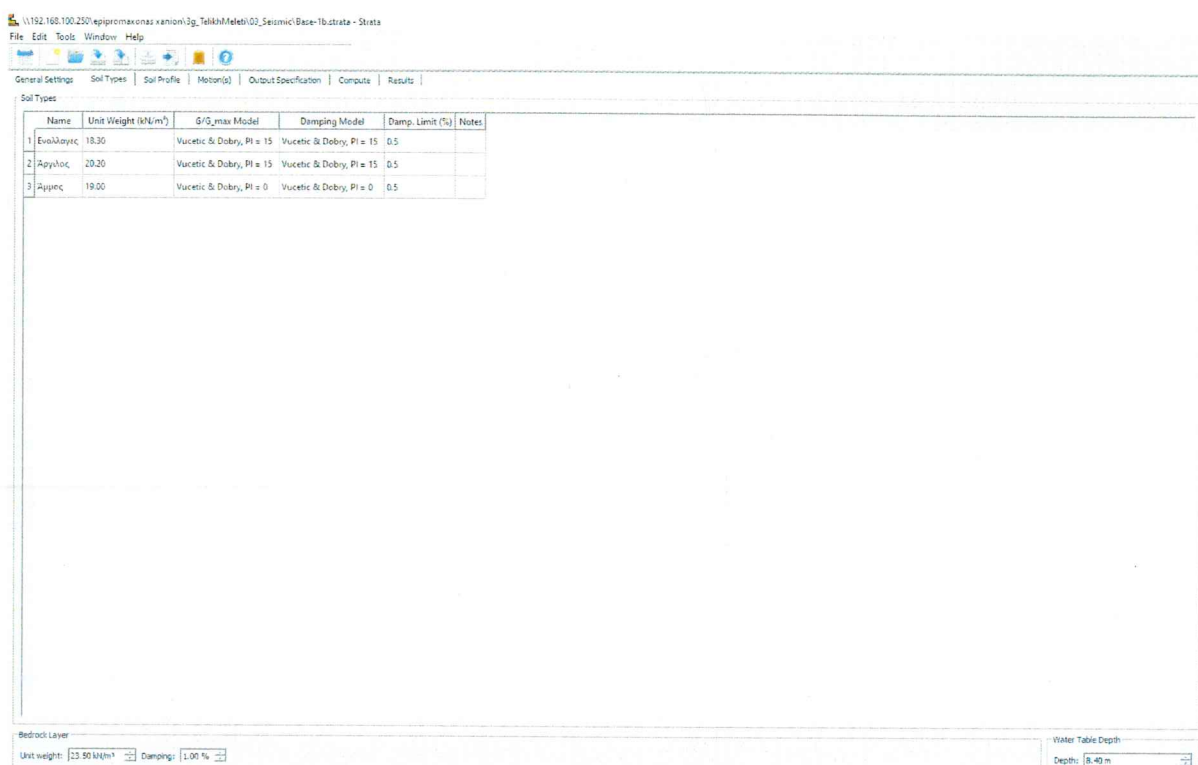 \\192.168.100.250\epipromaxonas xanion\3g_TelikhMeleti\03_Seismic\Base-1b.strata - Strata
File Edit Tools Window Help
General Settings Soil Types Soil Profile Motion(s) Output Specification Compute Results
Soil Types
Name Unit Weight (kN/m³) G/G_max Model Damping Model Damp. Limit (%) Notes
1 Εναλλαγες 18.30 Vucetic & Dobry, PI = 15 Vucetic & Dobry, PI = 15 0.5
2 Άργιλος 20.20 Vucetic & Dobry, PI = 15 Vucetic & Dobry, PI = 15 0.5
3 Άμμος 19.00 Vucetic & Dobry, PI = 0 Vucetic & Dobry, PI = 0 0.5
Bedrock Layer
Unit weight: 23.50 kN/m³ Damping: 1.00 %
Water Table Depth
Depth: 8.40 m